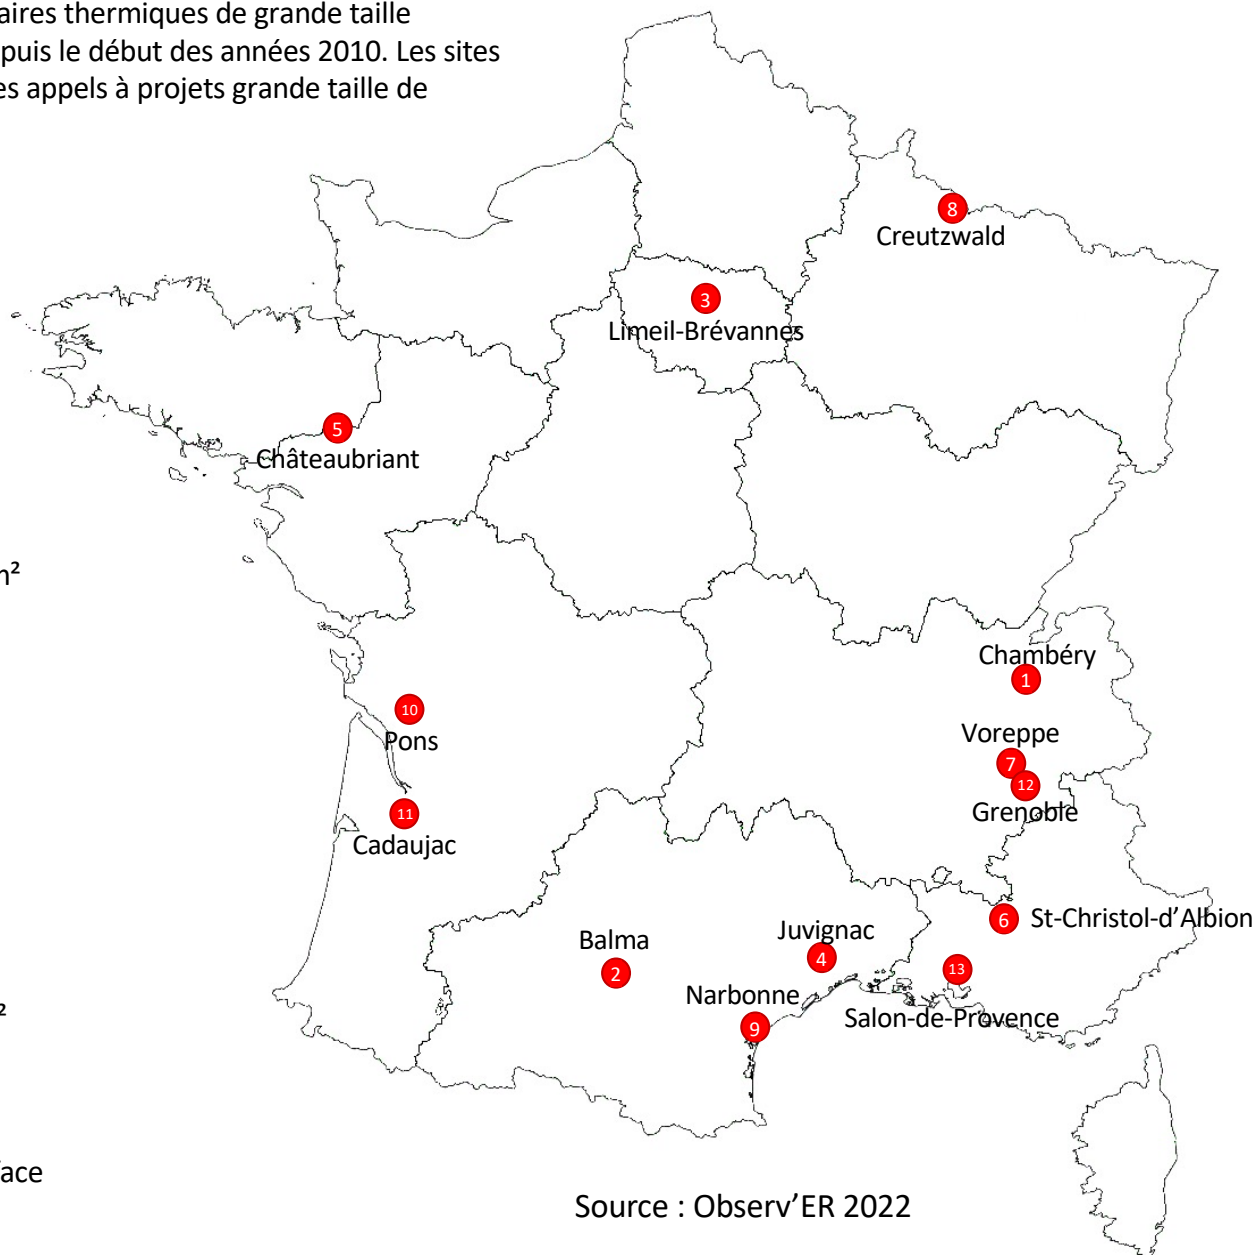 aires thermiques de grande taille
puis le début des années 2010. Les sites
es appels à projets grande taille de
8
Creutzwald
3
Limeil-Brévannes
5
Châteaubriant
m²
Chambéry
1
Voreppe
7
12
Grenoble
10
Pons
11
Cadaujac
6 St-Christol-d’Albion
Juvignac
4
Balma
2
13
Salon-de-Provence
Narbonne
9
²
face
Source : Observ’ER 2022